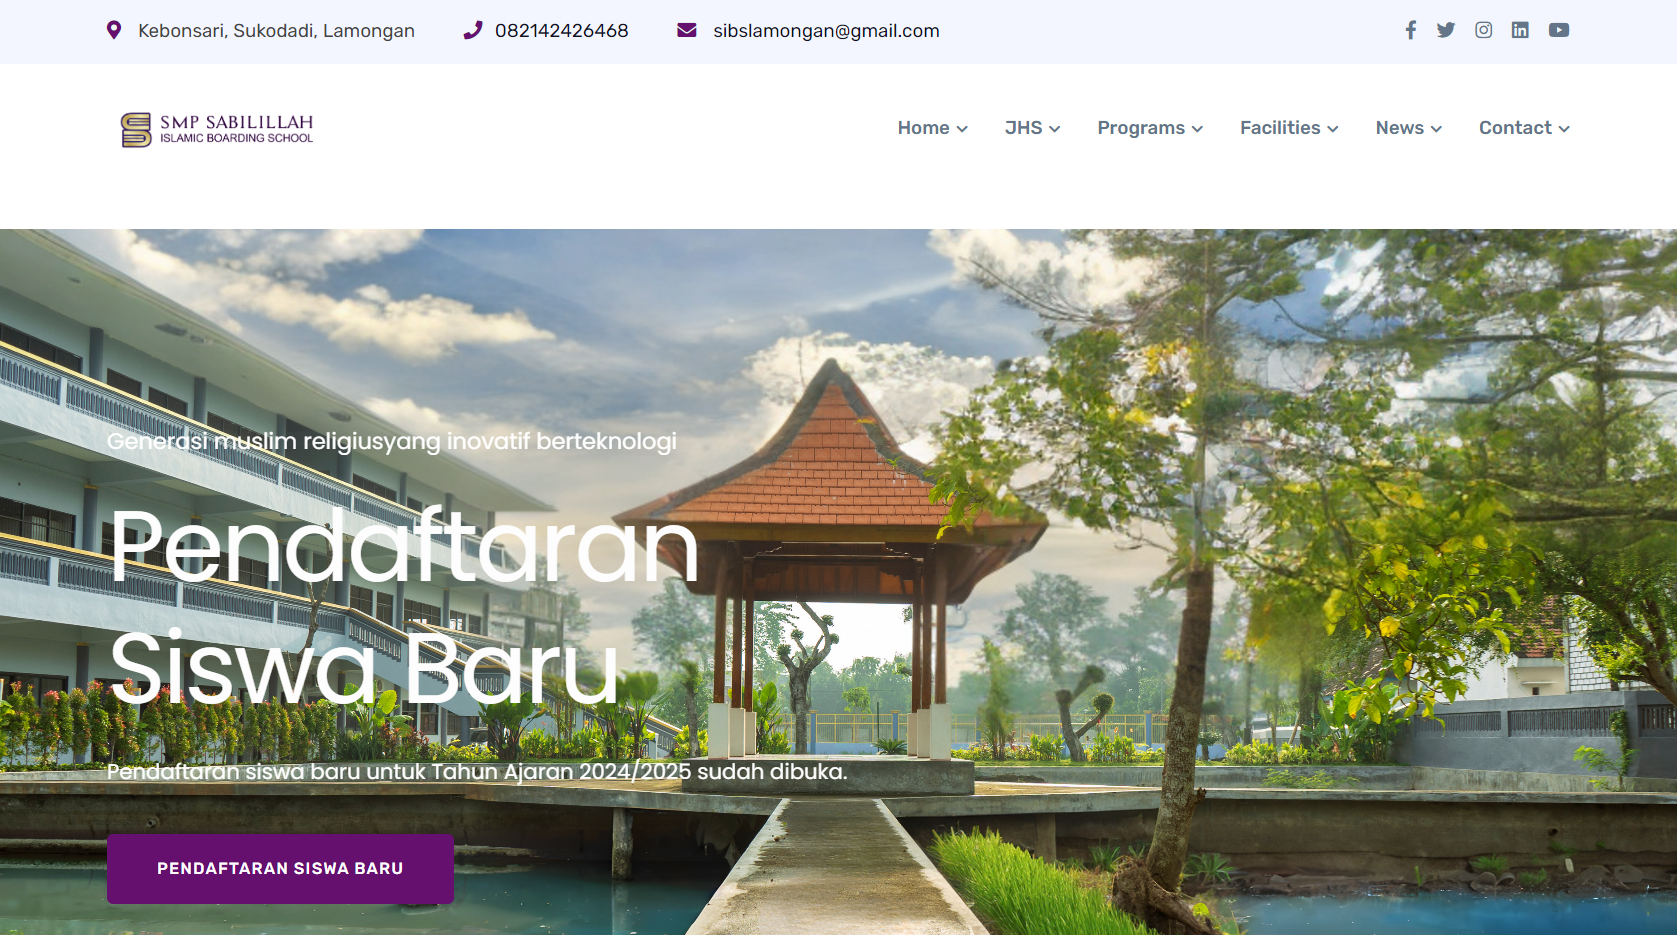 Kebonsari, Sukodadi, Lamongan
082142426468
sibslamongan@gmail.com
SMP SABILILLAH
ISLAMIC BOARDING SCHOOL
Home
JHS
Programs
Facilities
News
Contact
Generasi muslim religiusyang inovatif berteknologi
Pendaftaran
Siswa Baru
Pendaftaran siswa baru untuk Tahun Ajaran 2024/2025 sudah dibuka.
PENDAFTARAN SISWA BARU